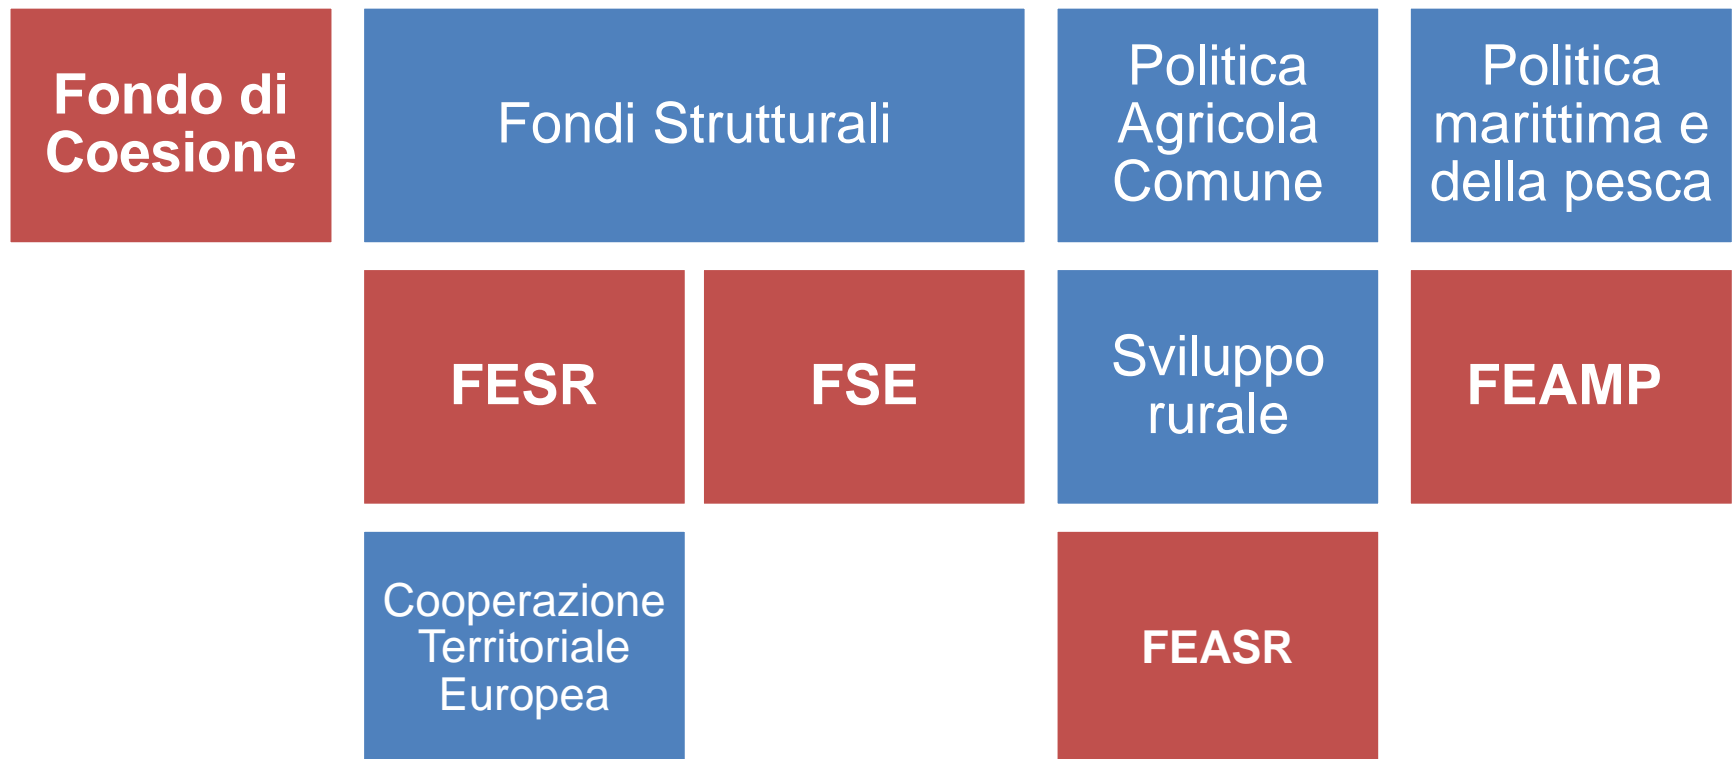 Fondo di
Coesione
Fondi Strutturali
Politica
Agricola
Comune
Politica
marittima e
della pesca
FESR
FSE
Sviluppo
rurale
FEAMP
Cooperazione
Territoriale
Europea
FEASR